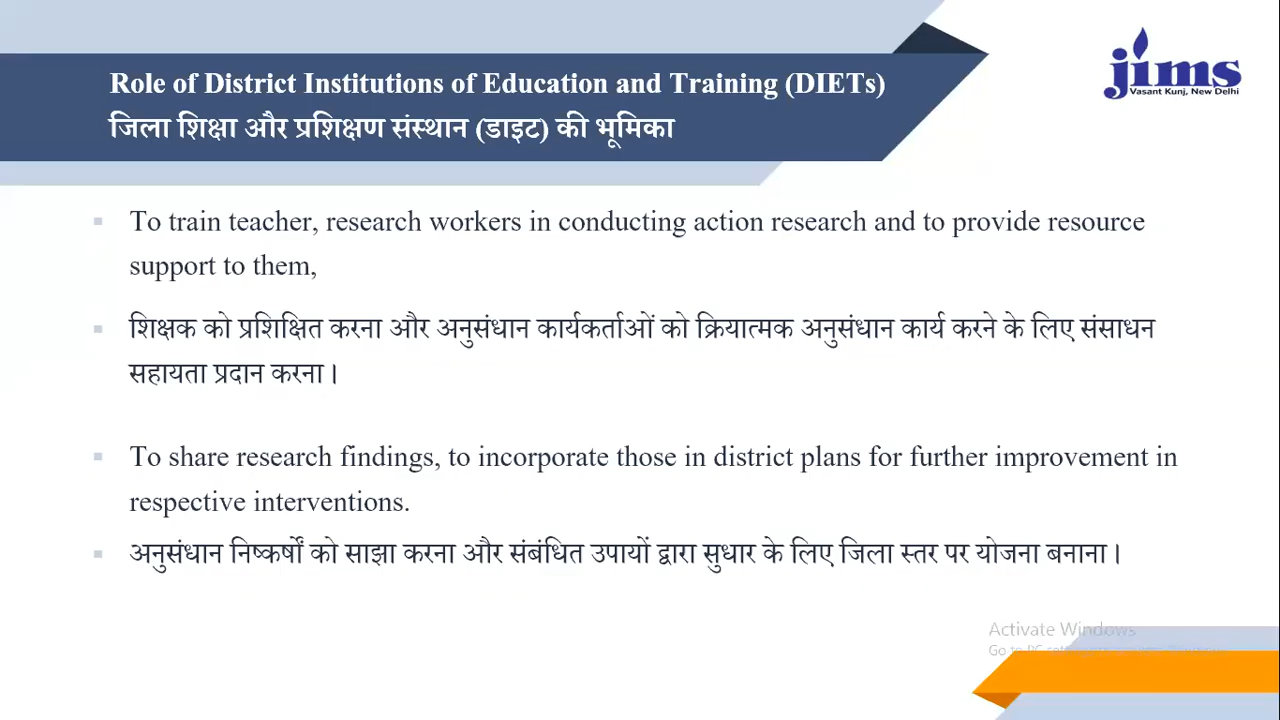 Role of District Institutions of Education and Training (DIETs)
जिला शिक्षा और प्रशिक्षण संस्थान (डाइट) की भूमिका
jims
Vasant Kunj, New Delhi
To train teacher, research workers in conducting action research and to provide resource
support to them,
शिक्षक को प्रशिक्षित करना और अनुसंधान कार्यकर्ताओं को क्रियात्मक अनुसंधान कार्य करने के लिए संसाधन
सहायता प्रदान करना।
To share research findings, to incorporate those in district plans for further improvement in
respective interventions.
अनुसंधान निष्कर्षों को साझा करना और संबंधित उपायों द्वारा सुधार के लिए जिला स्तर पर योजना बनाना।
Activate Windows
Go to PC